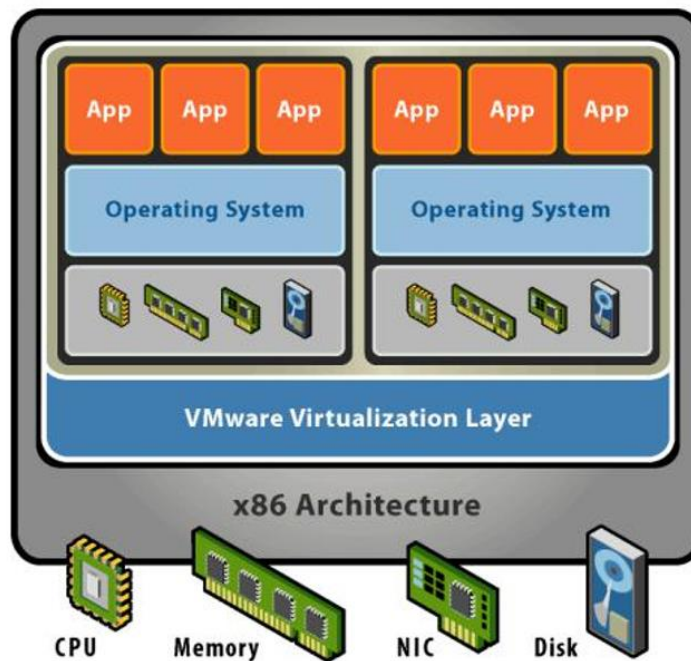 App App App App App App
Operating System Operating System
VMware Virtualization Layer
x86 Architecture
CPU Memory NIC Disk